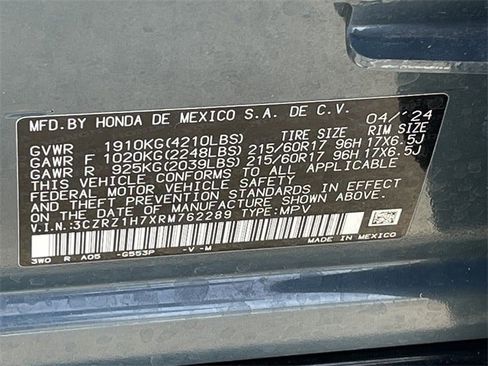 MFD.BY HONDA DE MEXICO S.A. DE C.V. 04/'24
TIRE SIZE RIM SIZE
GVWR 1910KG(4210LBS)
GAWR F 1020KG(2248LBS) 215/60R17 96H 17X6.5J
GAWR R 925KG(2039LBS) 215/60R17 96H 17X6.5J
THIS VEHICLE CONFORMS TO ALL APPLICABLE
FEDERAL MOTOR VEHICLE SAFETY
AND THEFT PREVENTION STANDARDS IN EFFECT
ON THE DATE OF MANUFACTURE SHOWN ABOVE.
V.I.N.:3CZRZ1H7XRM762289 TYPE:MPV
3W0 R A05 -G553P -V -M MADE IN MEXICO